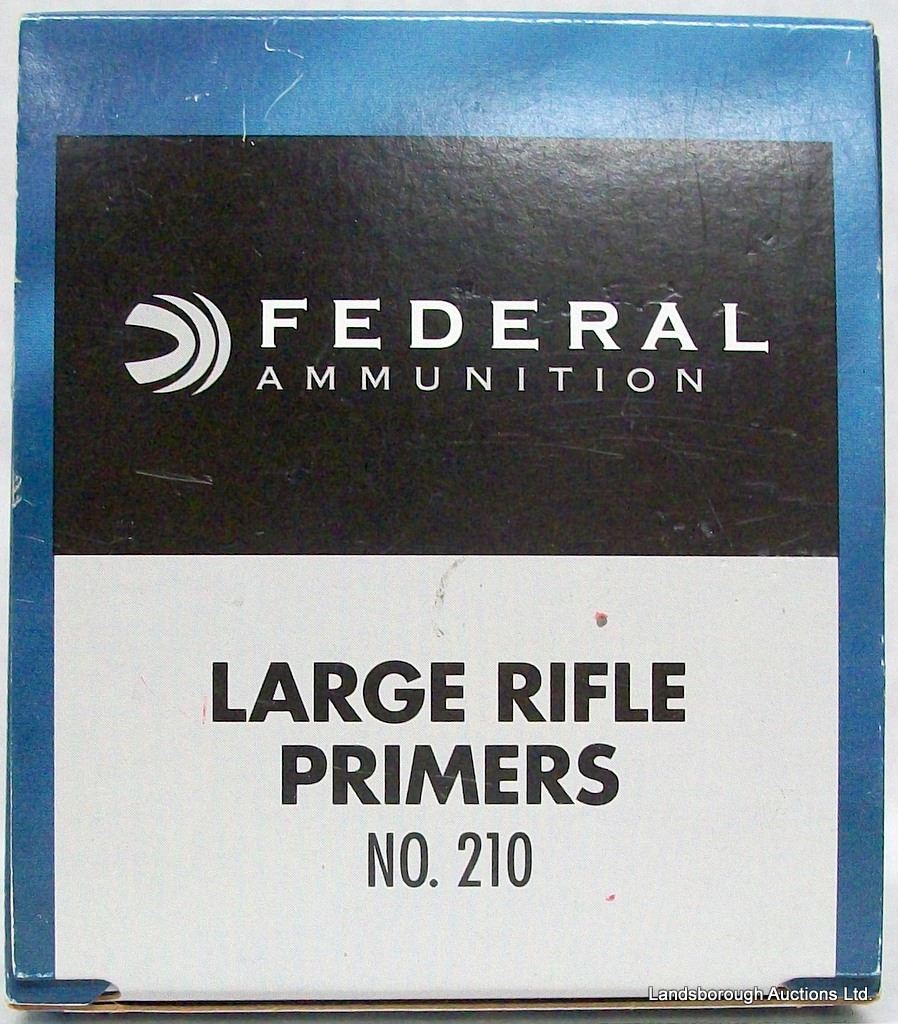 FEDERAL
AMMUNITION
LARGE RIFLE
PRIMERS
NO. 210
Landsborough Auctions Ltd.